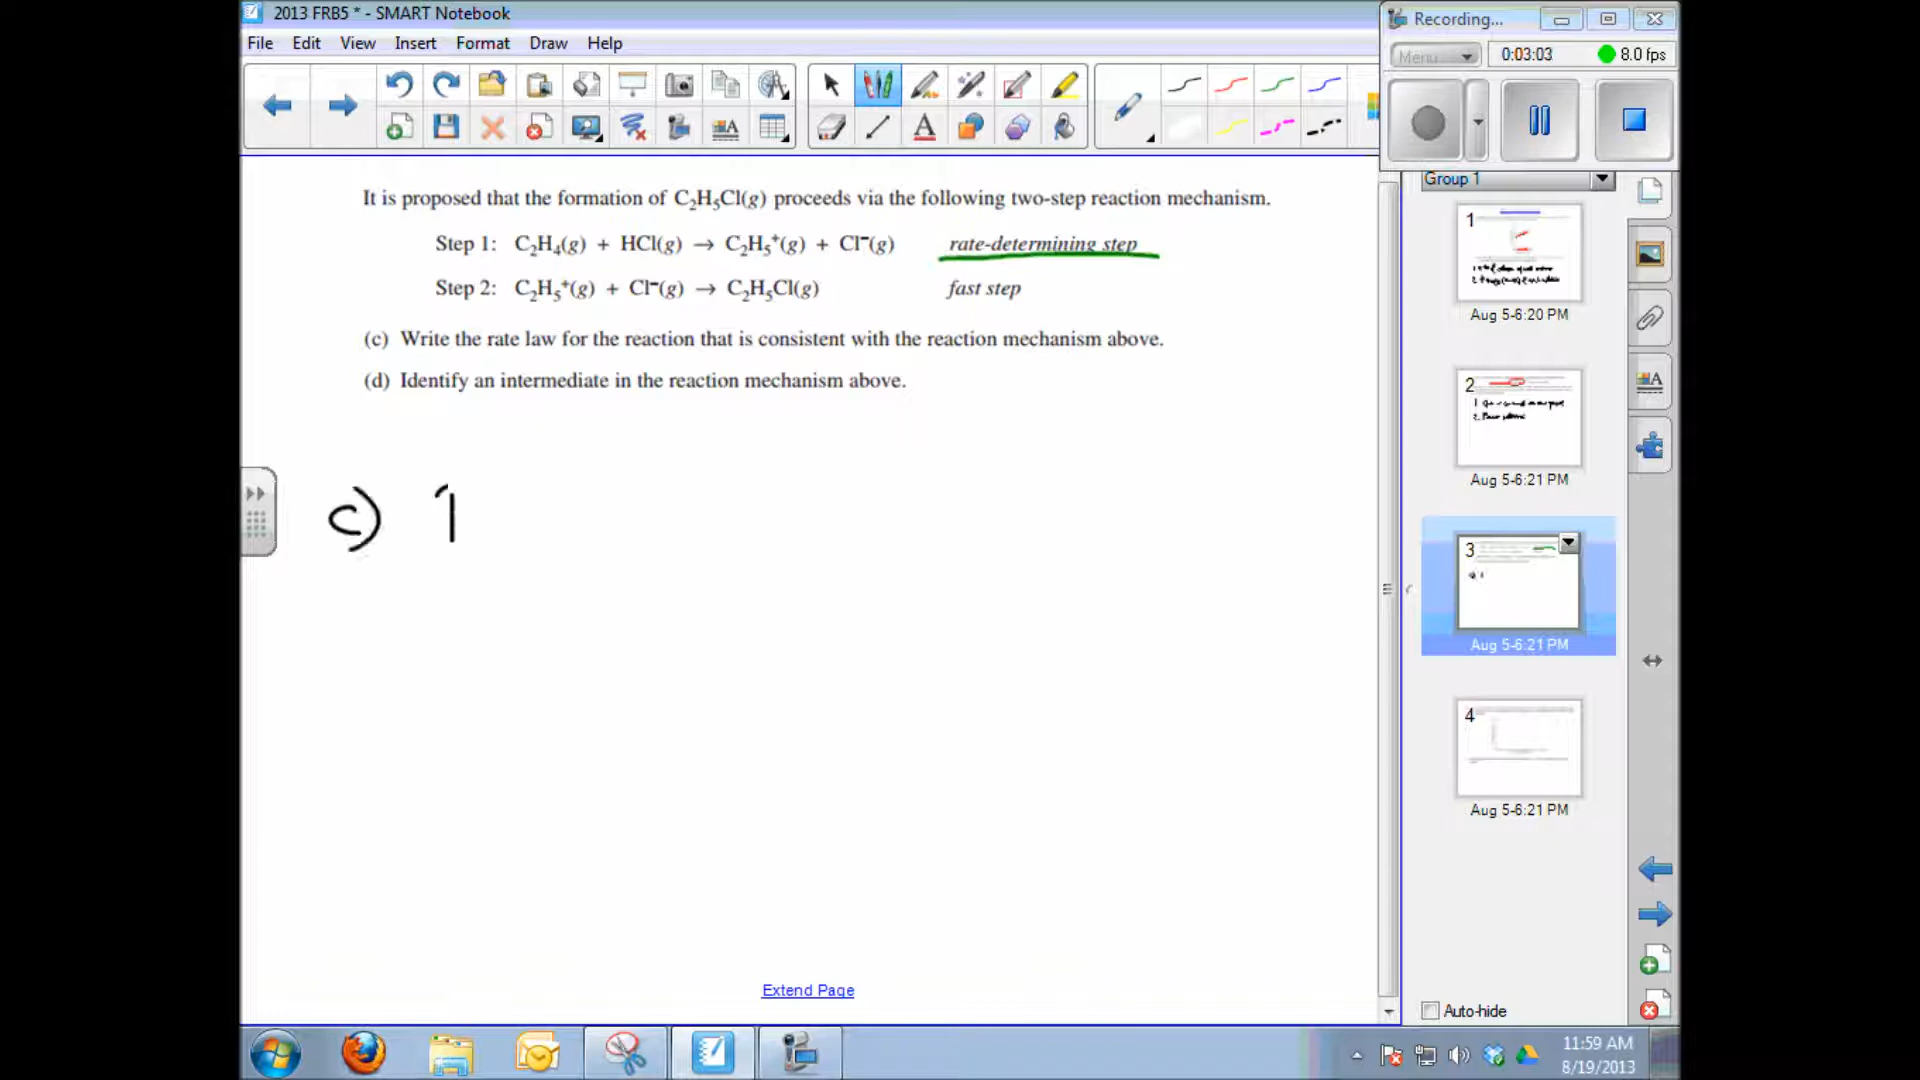 2013 FRB5 * - SMART Notebook
Recording...
File Edit View Insert Format Draw Help
Menu
0:03:03
8.0 fps
Group 1
It is proposed that the formation of C₂H₅Cl(g) proceeds via the following two-step reaction mechanism.
Step 1: C₂H₄(g) + HCl(g) → C₂H₅⁺(g) + Cl⁻(g) rate-determining step
Step 2: C₂H₅⁺(g) + Cl⁻(g) → C₂H₅Cl(g) fast step
(c) Write the rate law for the reaction that is consistent with the reaction mechanism above.
(d) Identify an intermediate in the reaction mechanism above.
c) 1
Extend Page
1
Aug 5-6:20 PM
2
Aug 5-6:21 PM
3
Aug 5-6:21 PM
4
Aug 5-6:21 PM
Auto-hide
11:59 AM
8/19/2013